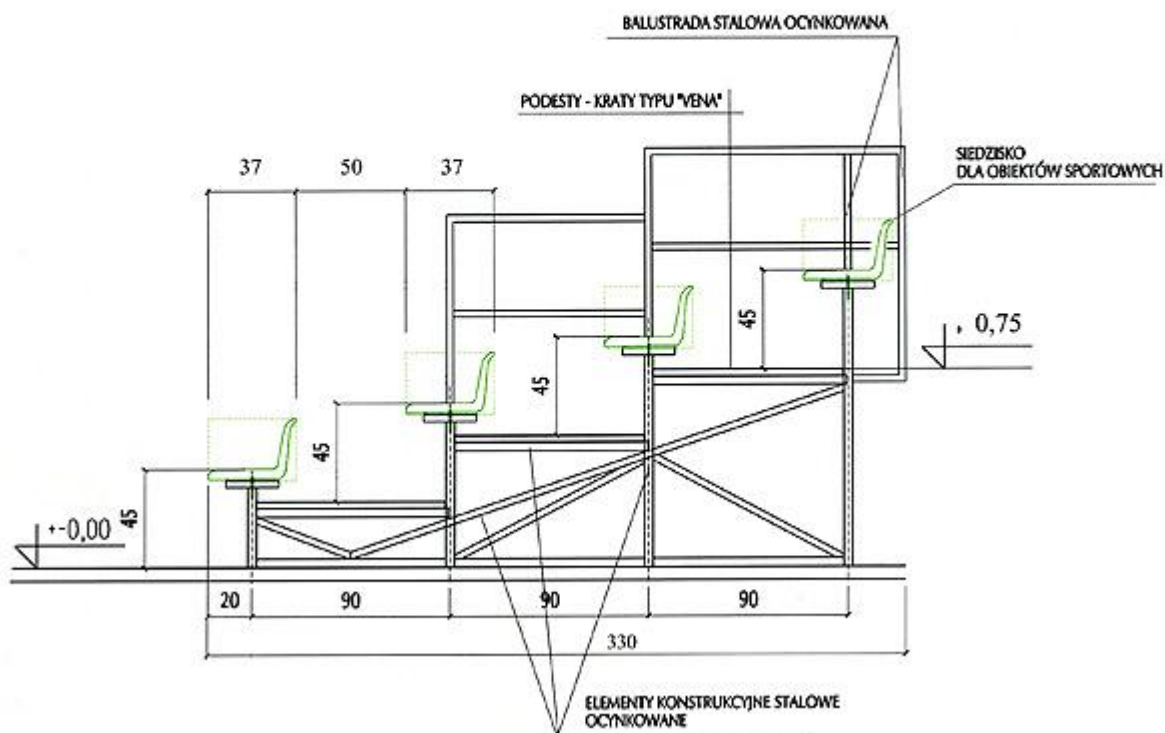 BALUSTRADA STALOWA OCYNKOWANA
PODESTY - KRATY TYPU "VENA"
SIEDZISKO
DLA OBIEKTÓW SPORTOWYCH
37
50
37
45
+ 0,75
45
45
45
+-0,00
20
90
90
90
330
ELEMENTY KONSTRUKCYJNE STALOWE
OCYNKOWANE